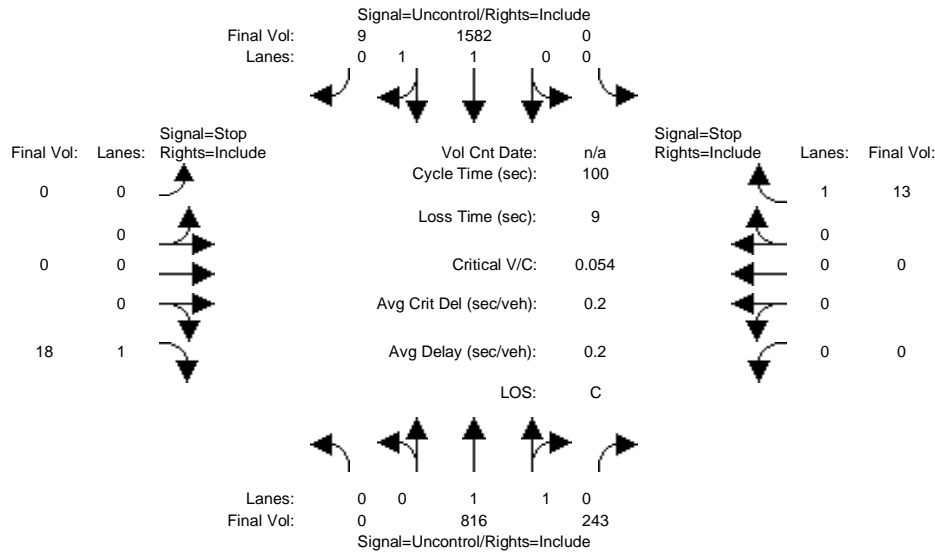 Signal=Uncontrol/Rights=Include
Final Vol: 9 1582 0
Lanes: 0 1 1 0 0
Signal=Stop
Final Vol: Lanes: Rights=Include
Vol Cnt Date: n/a
Signal=Stop
Rights=Include Lanes: Final Vol:
Cycle Time (sec): 100
0 0
1 13
Loss Time (sec): 9
0
0
0 0
Critical V/C: 0.054
0 0
0
Avg Crit Del (sec/veh): 0.2
0
18 1
Avg Delay (sec/veh): 0.2
0 0
LOS: C
Lanes: 0 0 1 1 0
Final Vol: 0 816 243
Signal=Uncontrol/Rights=Include